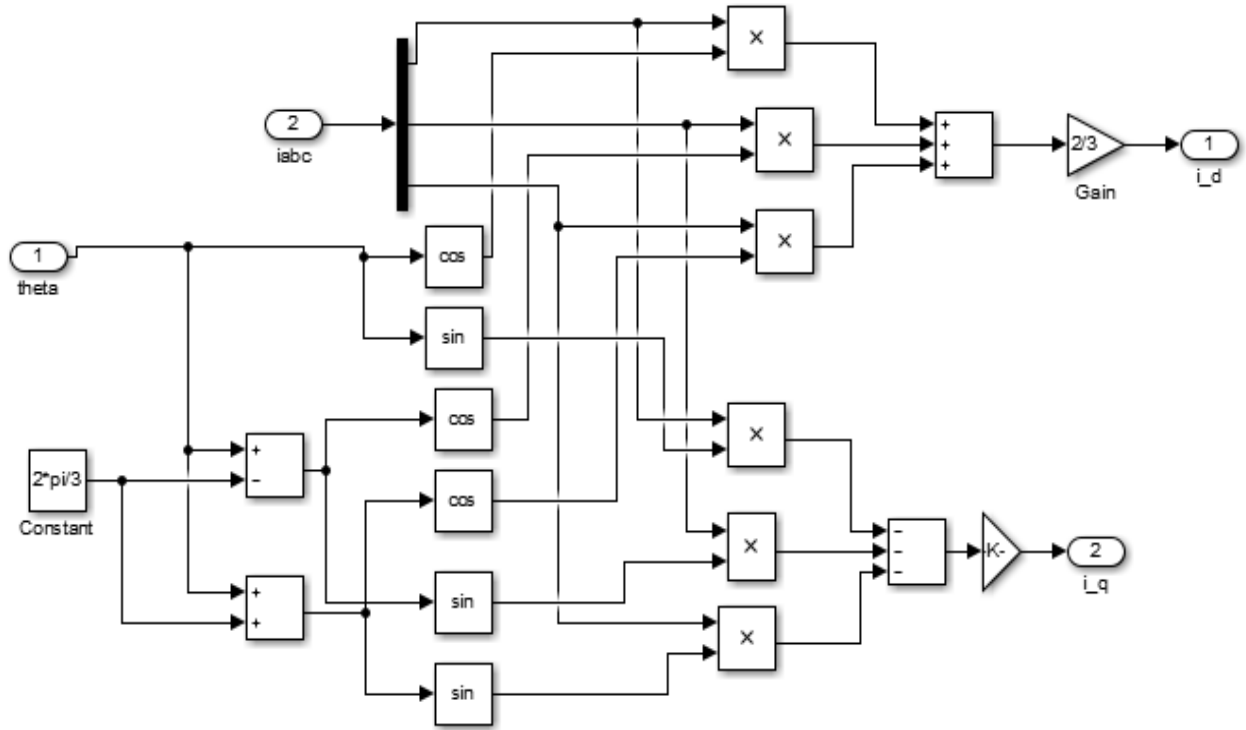 ×
2
iabc
×
+
+
+
2/3
Gain
1
i_d
×
1
theta
cos
sin
cos
×
2*pi/3
Constant
+
−
cos
−
−
−
-K-
2
i_q
×
+
+
sin
×
sin